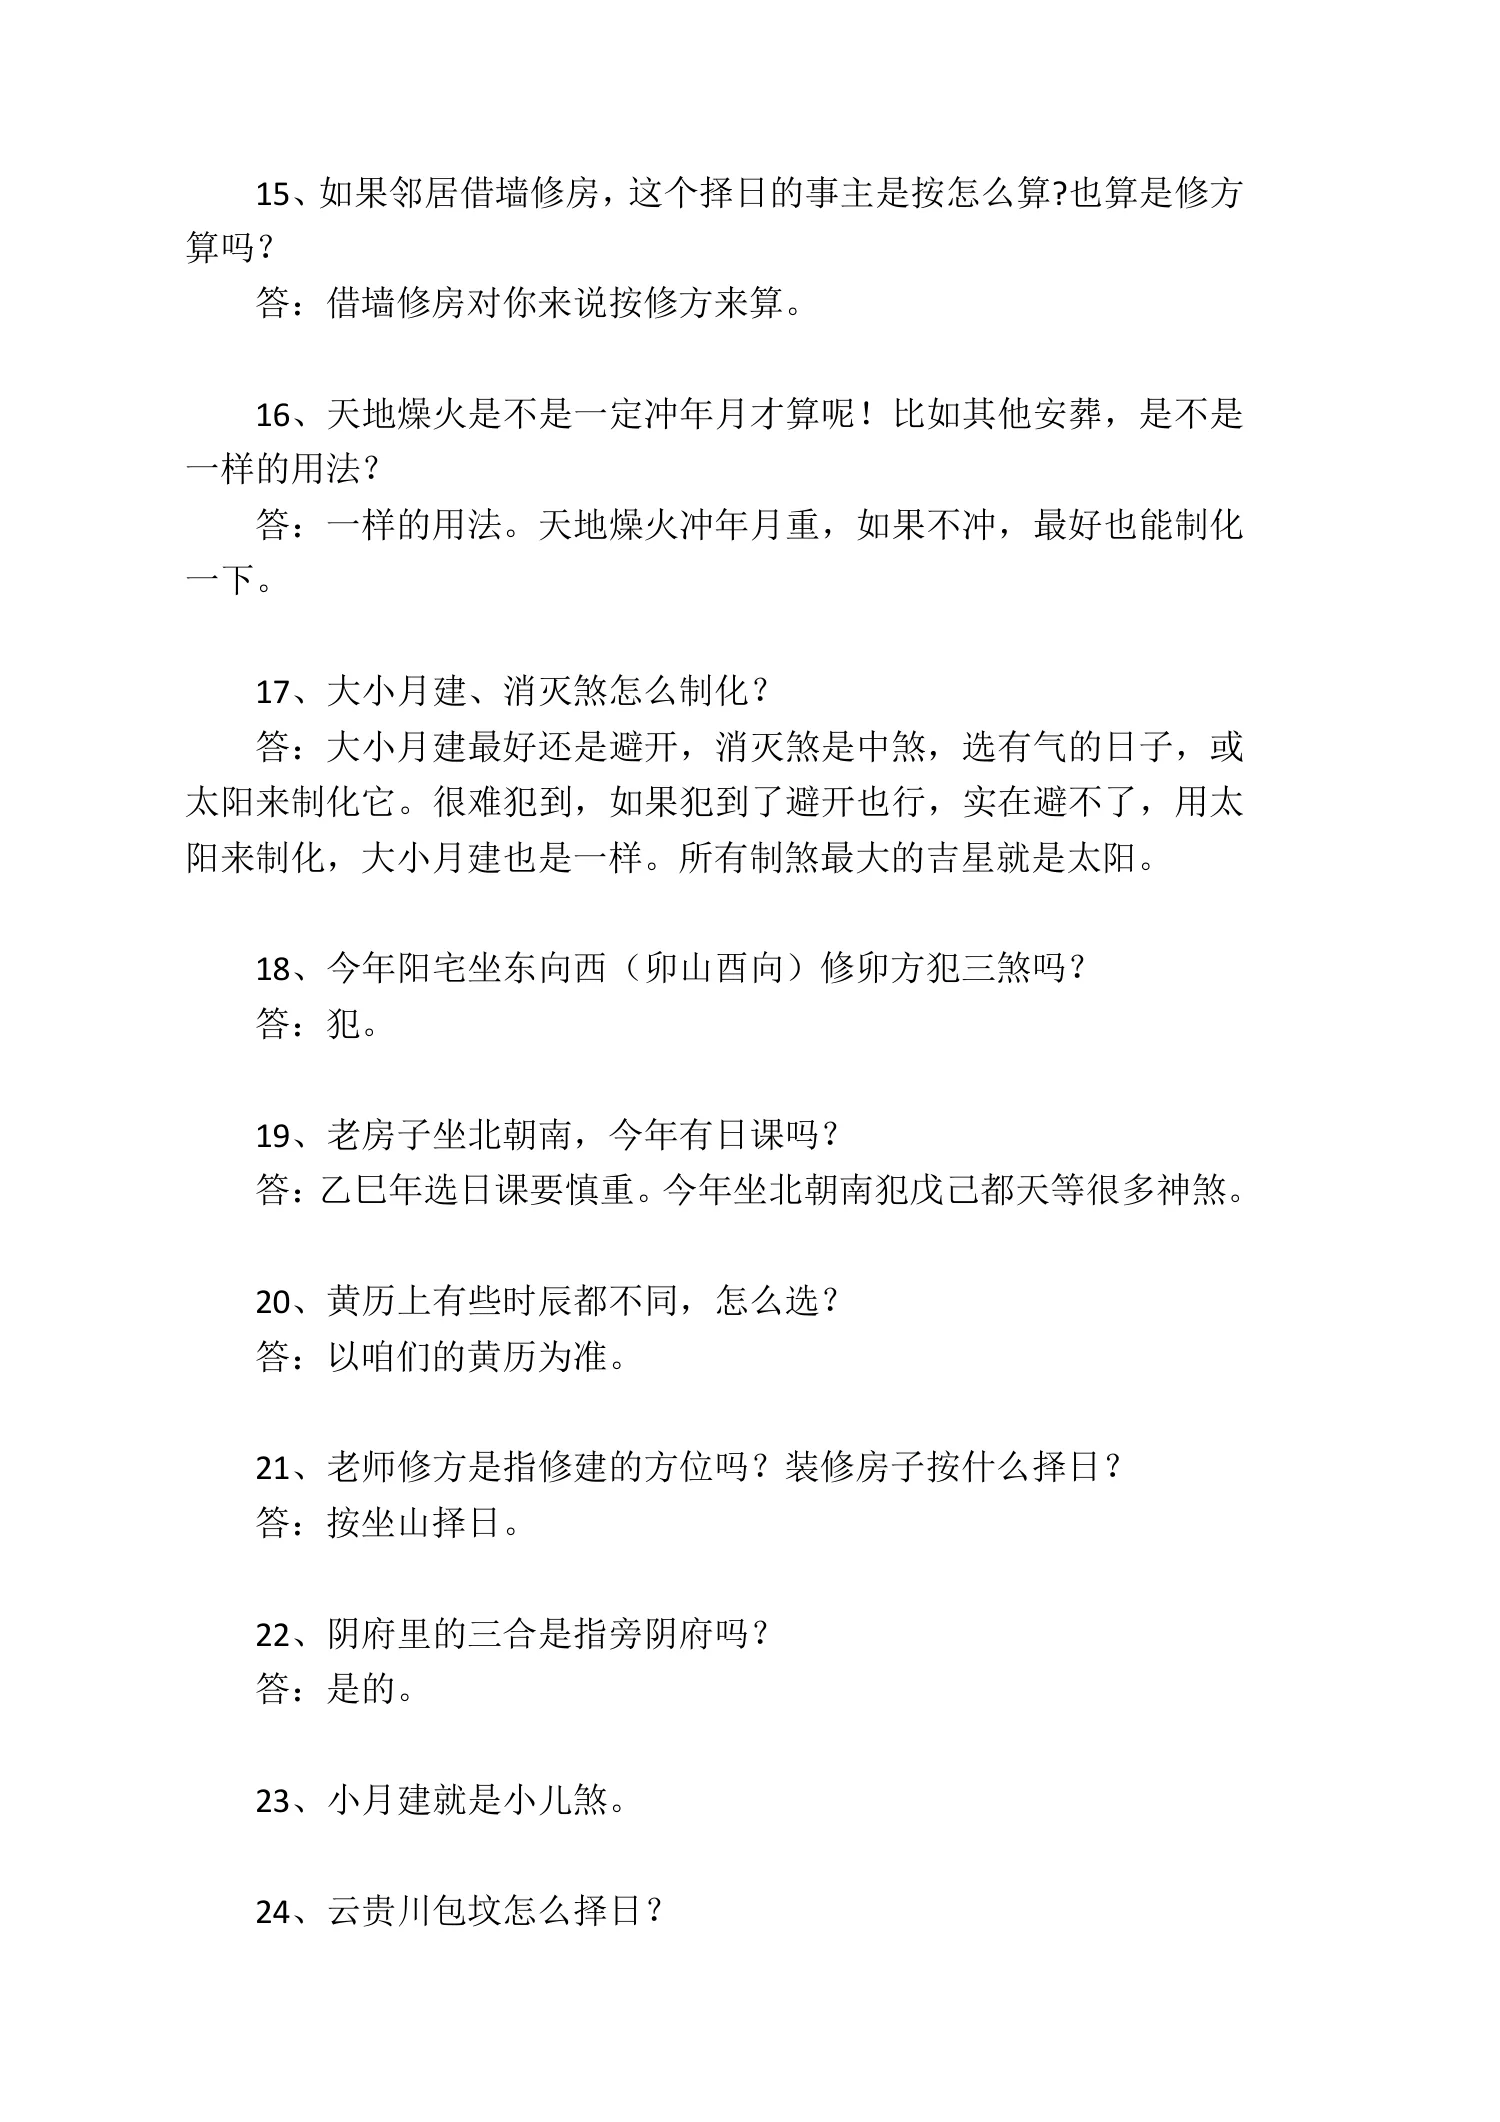 15、如果邻居借墙修房，这个择日的事主是按怎么算?也算是修方
算吗？
答：借墙修房对你来说按修方来算。
16、天地燥火是不是一定冲年月才算呢！比如其他安葬，是不是
一样的用法？
答：一样的用法。天地燥火冲年月重，如果不冲，最好也能制化
一下。
17、大小月建、消灭煞怎么制化？
答：大小月建最好还是避开，消灭煞是中煞，选有气的日子，或
太阳来制化它。很难犯到，如果犯到了避开也行，实在避不了，用太
阳来制化，大小月建也是一样。所有制煞最大的吉星就是太阳。
18、今年阳宅坐东向西（卯山酉向）修卯方犯三煞吗？
答：犯。
19、老房子坐北朝南，今年有日课吗？
答：乙巳年选日课要慎重。今年坐北朝南犯戊己都天等很多神煞。
20、黄历上有些时辰都不同，怎么选？
答：以咱们的黄历为准。
21、老师修方是指修建的方位吗？装修房子按什么择日？
答：按坐山择日。
22、阴府里的三合是指旁阴府吗？
答：是的。
23、小月建就是小儿煞。
24、云贵川包坟怎么择日？